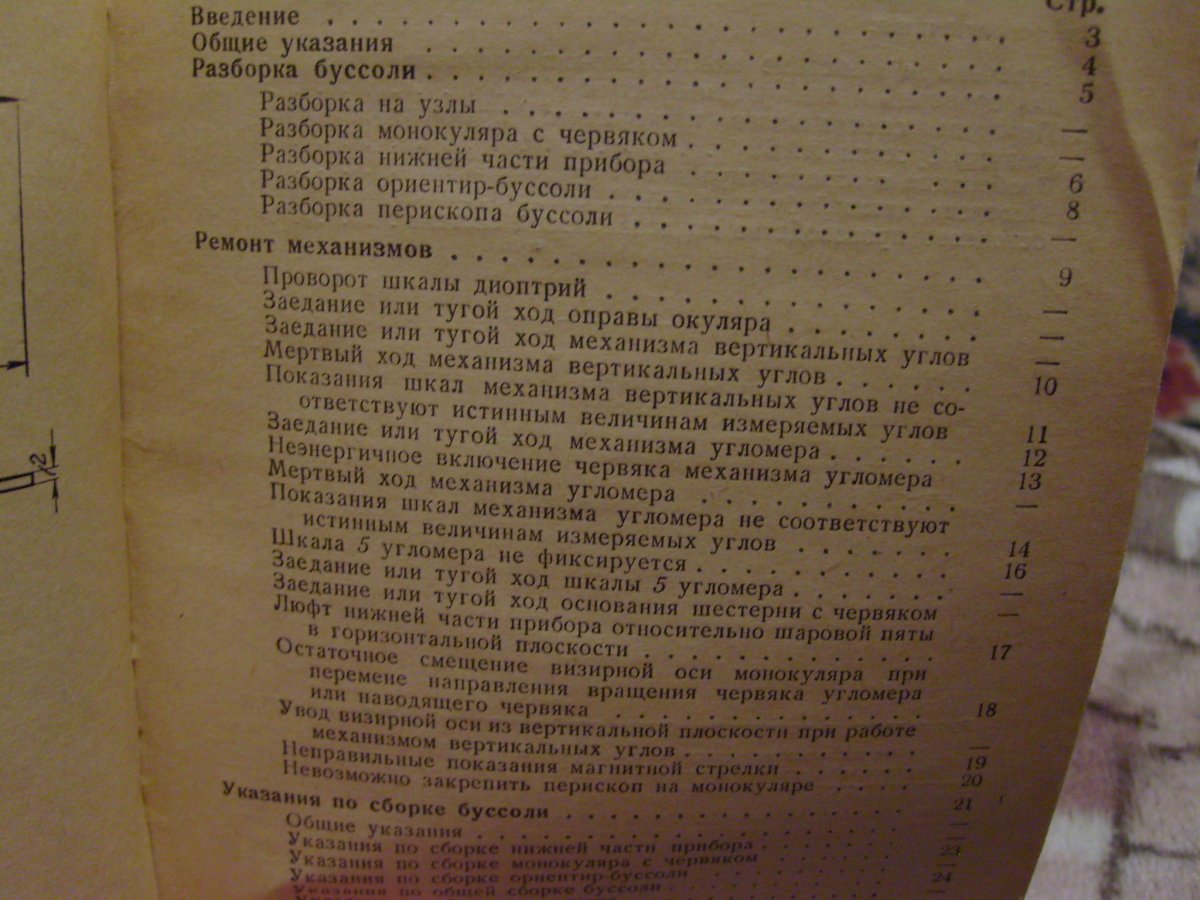 Стр.
Введение . . . . . . . . . . . . . . . . . . . . . . 3
Общие указания . . . . . . . . . . . . . . . . . . 4
Разборка буссоли . . . . . . . . . . . . . . . . . . 5
Разборка на узлы . . . . . . . . . . . . . . . . —
Разборка монокуляра с червяком . . . . . . . . . . —
Разборка нижней части прибора . . . . . . . . . 6
Разборка ориентир-буссоли . . . . . . . . . . . . 8
Разборка перископа буссоли . . . . . . . . . . . . —
Ремонт механизмов . . . . . . . . . . . . . . . . . 9
Проворот шкалы диоптрий . . . . . . . . . . . . —
Заедание или тугой ход оправы окуляра . . . . . . —
Заедание или тугой ход механизма вертикальных углов —
Мертвый ход механизма вертикальных углов . . . . . . 10
Показания шкал механизма вертикальных углов не со-
ответствуют истинным величинам измеряемых углов 11
Заедание или тугой ход механизма угломера . . . . . 12
Неэнергичное включение червяка механизма угломера 13
Мертвый ход механизма угломера . . . . . . . . . . —
Показания шкал механизма угломера не соответствуют
истинным величинам измеряемых углов . . . . . . . 14
Шкала 5 угломера не фиксируется . . . . . . . . . . 16
Заедание или тугой ход шкалы 5 угломера . . . . . . —
Заедание или тугой ход основания шестерни с червяком —
Люфт нижней части прибора относительно шаровой пяты
в горизонтальной плоскости . . . . . . . . . . . . 17
Остаточное смещение визирной оси монокуляра при
перемене направления вращения червяка угломера
или наводящего червяка . . . . . . . . . . . . . 18
Увод визирной оси из вертикальной плоскости при работе
механизмом вертикальных углов . . . . . . . . . . —
Неправильные показания магнитной стрелки . . . . . . 19
Невозможно закрепить перископ на монокуляре . . . . 20
Указания по сборке буссоли . . . . . . . . . . . . . . 21
Общие указания . . . . . . . . . . . . . . . . . . —
Указания по сборке нижней части прибора . . . . . . . —
Указания по сборке монокуляра с червяком . . . . . . 23
Указания по сборке ориентир-буссоли . . . . . . . . . 24
Указания по общей сборке буссоли . . . . . . . . . . —